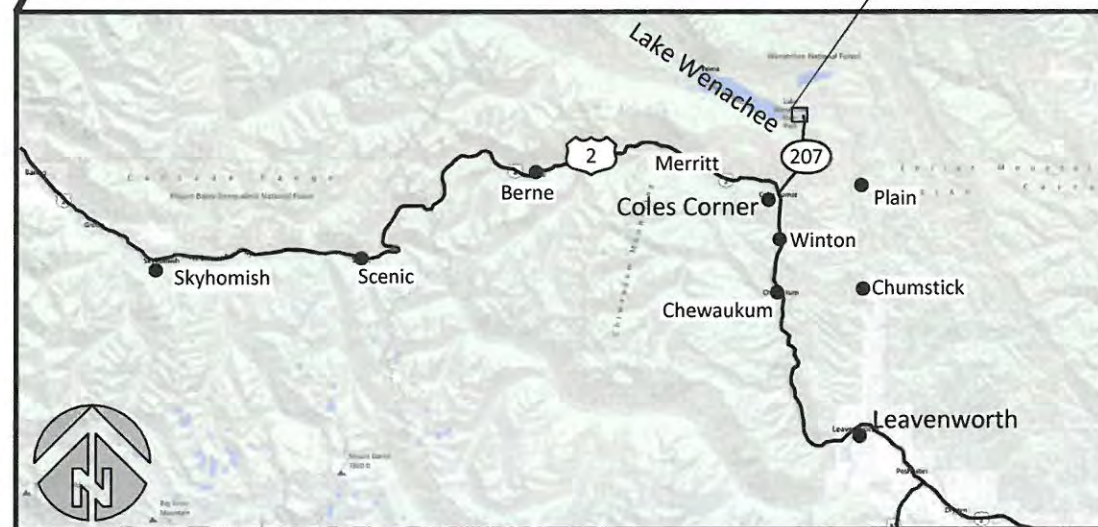 Lake Wenachee
2
207
Merritt
Berne
Plain
Coles Corner
Winton
Skyhomish
Scenic
Chewaukum
Chumstick
Leavenworth
N